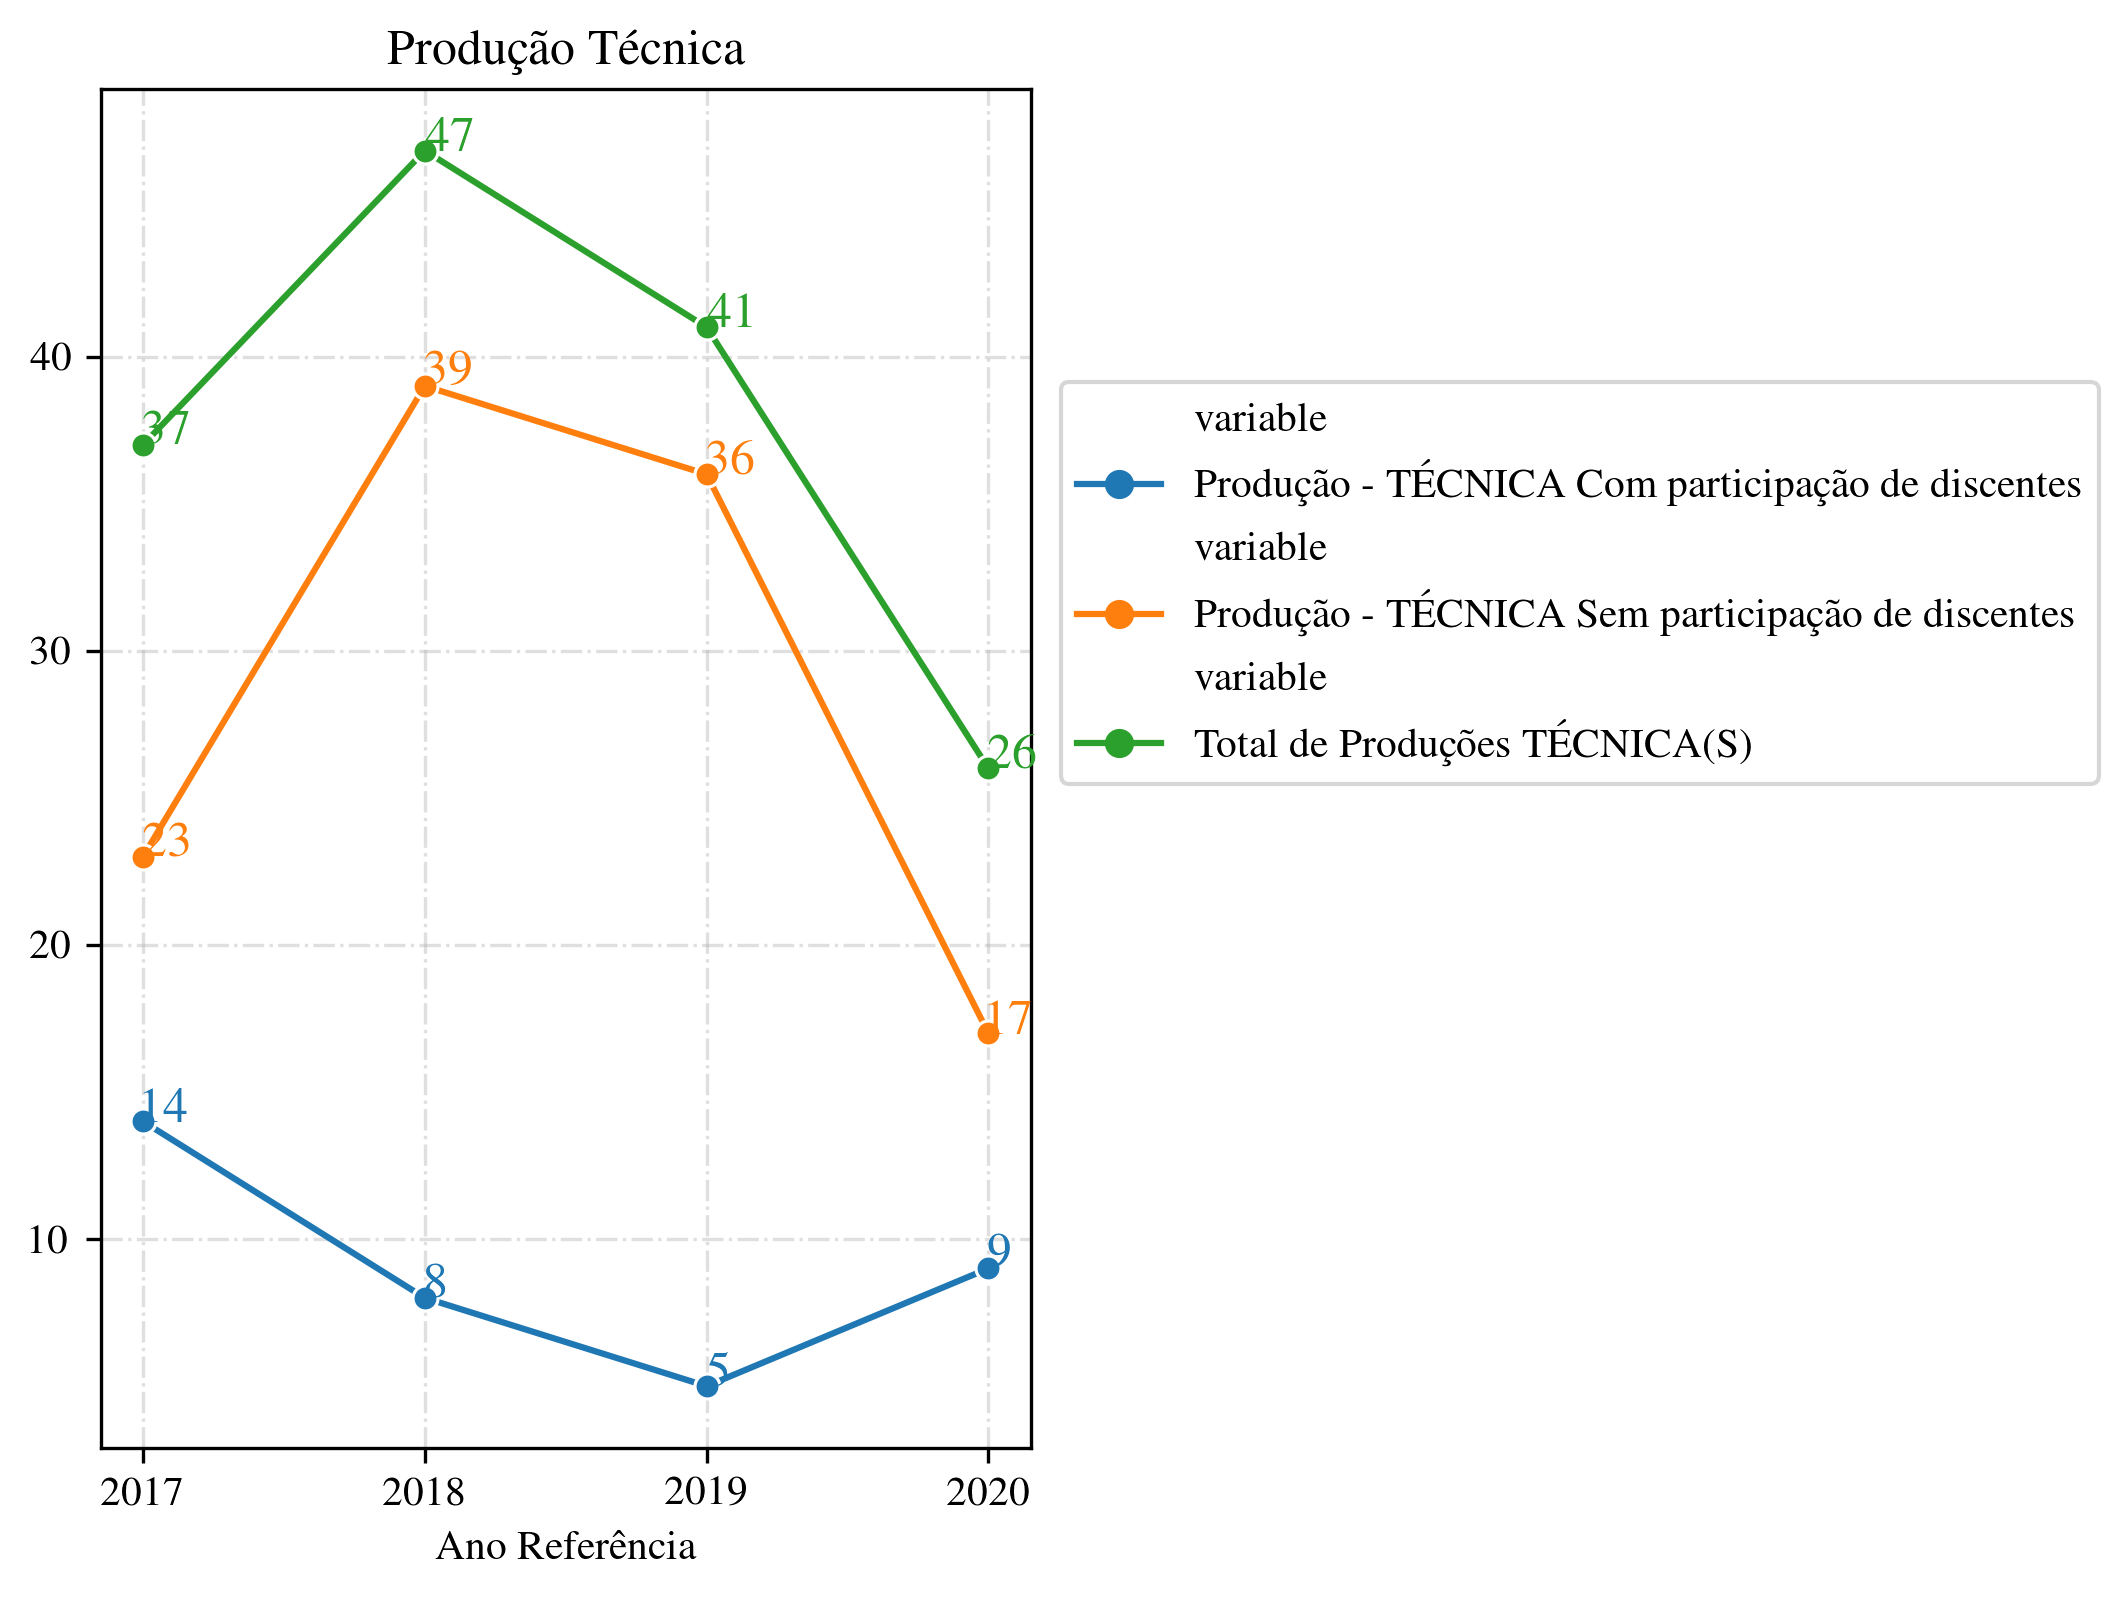 Produção Técnica
47
41
40
39
37
36
variable
Produção - TÉCNICA Com participação de discentes
variable
Produção - TÉCNICA Sem participação de discentes
variable
Total de Produções TÉCNICA(S)
30
26
23
20
17
14
10
9
8
5
2017 2018 2019 2020
Ano Referência